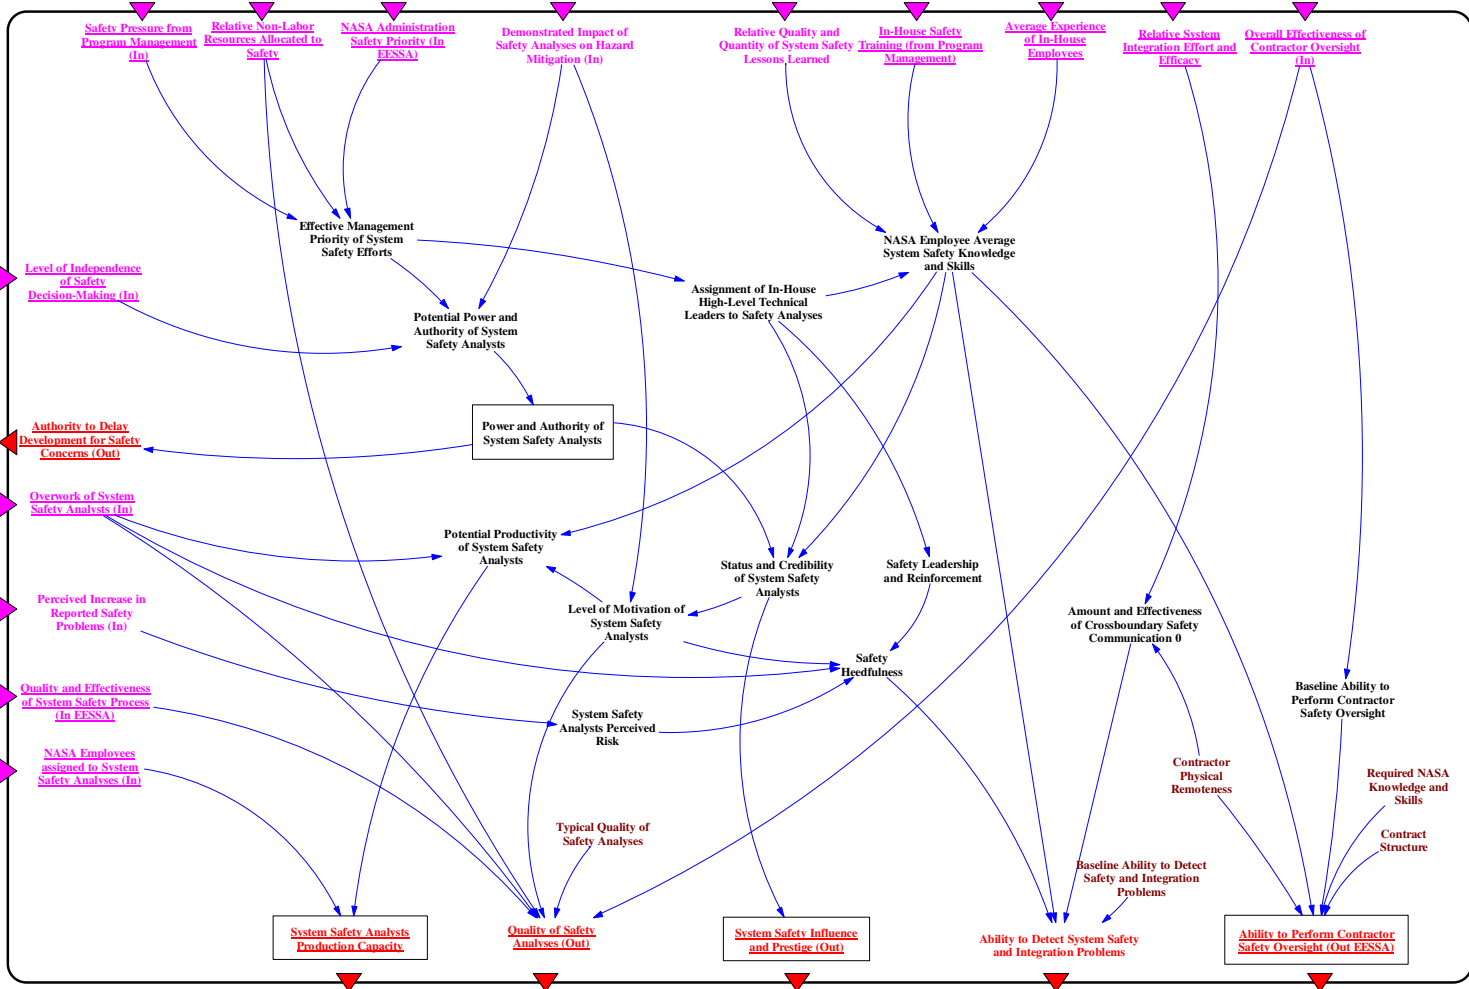 Safety Pressure from
Program Management
(In)
Relative Non-Labor
Resources Allocated to
Safety
NASA Administration
Safety Priority (In
EESSA)
Demonstrated Impact of
Safety Analyses on Hazard
Mitigation (In)
Relative Quality and
Quantity of System Safety
Lessons Learned
In-House Safety
Training (from Program
Management)
Average Experience
of In-House
Employees
Relative System
Integration Effort and
Efficacy
Overall Effectiveness of
Contractor Oversight
(In)
Effective Management
Priority of System
Safety Efforts
NASA Employee Average
System Safety Knowledge
and Skills
Level of Independence
of Safety
Decision-Making (In)
Assignment of In-House
High-Level Technical
Leaders to Safety Analyses
Potential Power and
Authority of System
Safety Analysts
Power and Authority of
System Safety Analysts
Authority to Delay
Development for Safety
Concerns (Out)
Overwork of System
Safety Analysts (In)
Potential Productivity
of System Safety
Analysts
Status and Credibility
of System Safety
Analysts
Safety Leadership
and Reinforcement
Perceived Increase in
Reported Safety
Problems (In)
Level of Motivation of
System Safety
Analysts
Amount and Effectiveness
of Crossboundary Safety
Communication 0
Safety
Heedfulness
Quality and Effectiveness
of System Safety Process
(In EESSA)
System Safety
Analysts Perceived
Risk
Baseline Ability to
Perform Contractor
Safety Oversight
NASA Employees
assigned to System
Safety Analyses (In)
Contractor
Physical
Remoteness
Required NASA
Knowledge and
Skills
Typical Quality of
Safety Analyses
Contract
Structure
Baseline Ability to Detect
Safety and Integration
Problems
System Safety Analysts
Production Capacity
Quality of Safety
Analyses (Out)
System Safety Influence
and Prestige (Out)
Ability to Detect System Safety
and Integration Problems
Ability to Perform Contractor
Safety Oversight (Out EESSA)